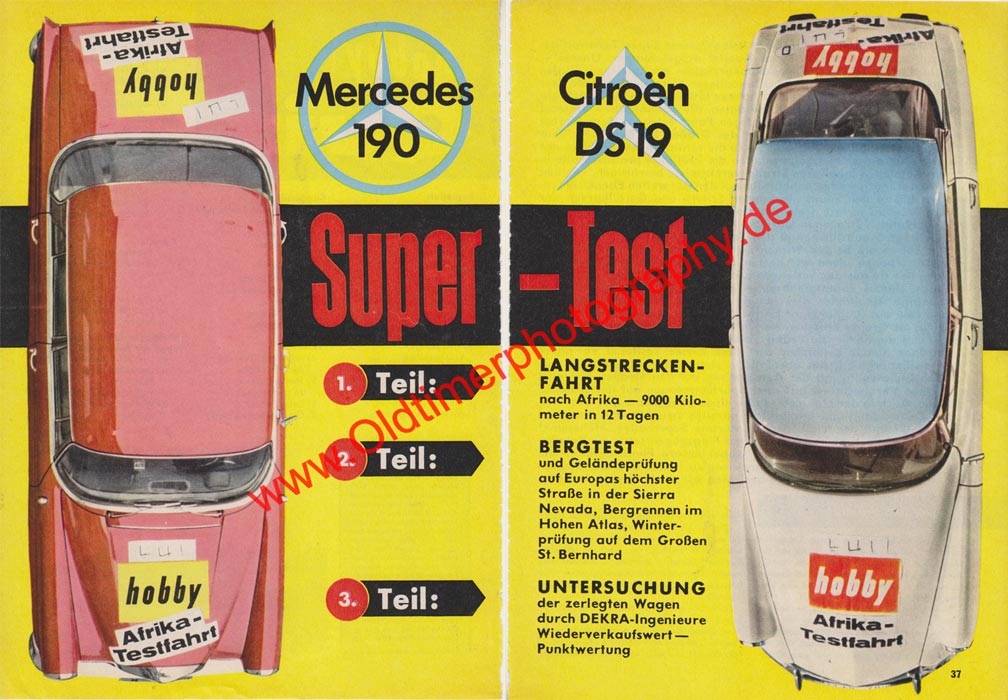 Afrika-
Testfahrt
hobby
Mercedes
190
Citroën
DS 19
Afrika-
Testfahrt
hobby
Super-Test
1. Teil:
LANGSTRECKEN-
FAHRT
nach Afrika — 9000 Kilo-
meter in 12 Tagen
2. Teil:
BERGTEST
und Geländeprüfung
auf Europas höchster
Straße in der Sierra
Nevada, Bergrennen im
Hohen Atlas, Winter-
prüfung auf dem Großen
St. Bernhard
3. Teil:
UNTERSUCHUNG
der zerlegten Wagen
durch DEKRA-Ingenieure
Wiederverkaufswert —
Punktwertung
hobby
Afrika-
Testfahrt
hobby
Afrika-
Testfahrt
37
www.Oldtimerphotography.de